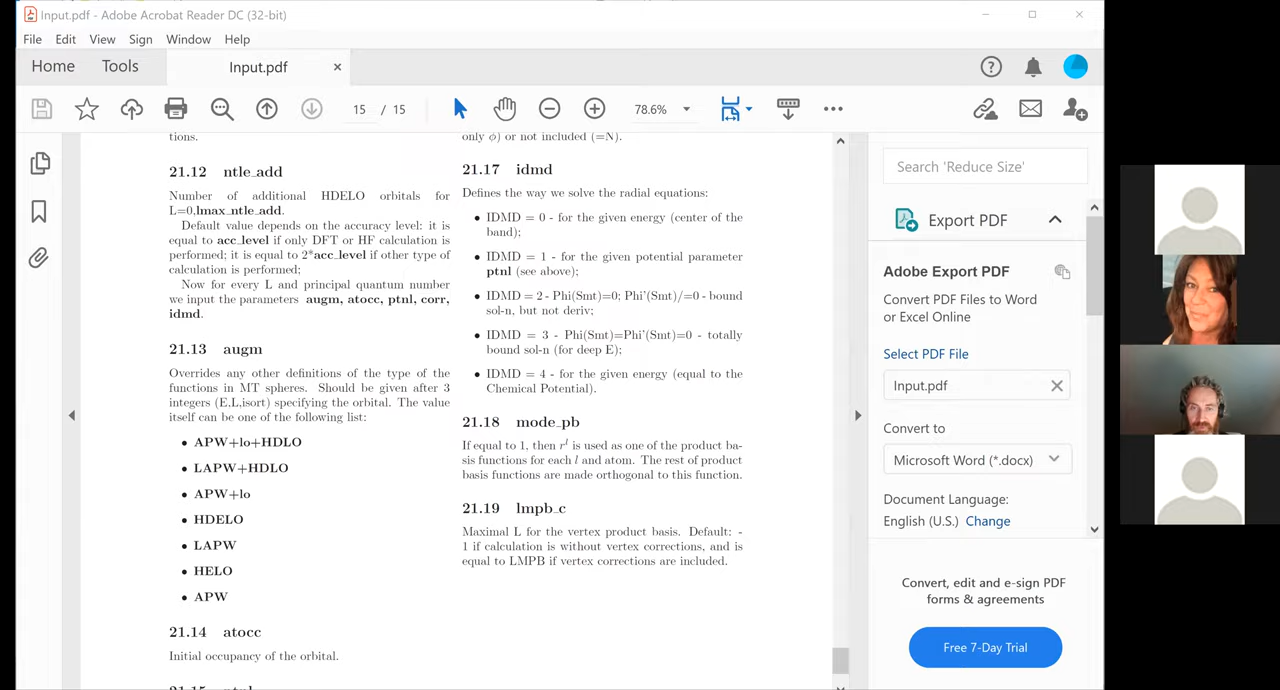 Input.pdf - Adobe Acrobat Reader DC (32-bit)
File Edit View Sign Window Help
Home Tools Input.pdf ×
15 / 15 78.6%
tions.
21.12 ntle_add
Number of additional HDELO orbitals for
L=0,lmax_ntle_add.
Default value depends on the accuracy level: it is
equal to acc_level if only DFT or HF calculation is
performed; it is equal to 2*acc_level if other type of
calculation is performed;
Now for every L and principal quantum number
we input the parameters augm, atocc, ptnl, corr,
idmd.
21.13 augm
Overrides any other definitions of the type of the
functions in MT spheres. Should be given after 3
integers (E,L,isort) specifying the orbital. The value
itself can be one of the following list:
• APW+lo+HDLO
• LAPW+HDLO
• APW+lo
• HDELO
• LAPW
• HELO
• APW
21.14 atocc
Initial occupancy of the orbital.
only ϕ) or not included (=N).
21.17 idmd
Defines the way we solve the radial equations:
• IDMD = 0 - for the given energy (center of the
band);
• IDMD = 1 - for the given potential parameter
ptnl (see above);
• IDMD = 2 - Phi(Smt)=0; Phi'(Smt)/=0 - bound
sol-n, but not deriv;
• IDMD = 3 - Phi(Smt)=Phi'(Smt)=0 - totally
bound sol-n (for deep E);
• IDMD = 4 - for the given energy (equal to the
Chemical Potential).
21.18 mode_pb
If equal to 1, then r^l is used as one of the product ba-
sis functions for each l and atom. The rest of product
basis functions are made orthogonal to this function.
21.19 lmpb_c
Maximal L for the vertex product basis. Default: -
1 if calculation is without vertex corrections, and is
equal to LMPB if vertex corrections are included.
Search 'Reduce Size'
Export PDF
Adobe Export PDF
Convert PDF Files to Word
or Excel Online
Select PDF File
Input.pdf
Convert to
Microsoft Word (*.docx)
Document Language:
English (U.S.) Change
Convert, edit and e-sign PDF
forms & agreements
Free 7-Day Trial